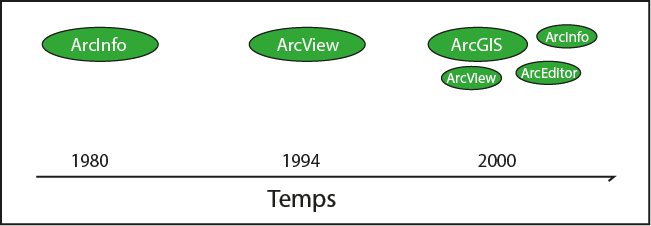 ArcInfo
ArcView
ArcGIS
ArcInfo
ArcView
ArcEditor
1980
1994
2000
Temps